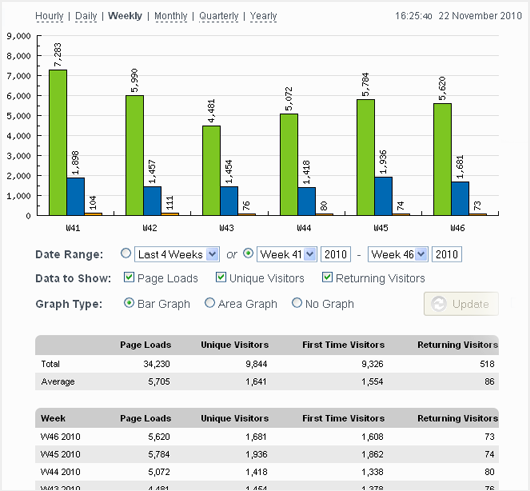 Hourly | Daily | Weekly | Monthly | Quarterly | Yearly 16:25:40 22 November 2010
9,000
8,000
7,000
6,000
5,000
4,000
3,000
2,000
1,000
0
7,283 1,898 104
5,990 1,457 111
4,481 1,454 76
5,072 1,418 80
5,784 1,936 74
5,620 1,681 73
W41 W42 W43 W44 W45 W46
Date Range: Last 4 Weeks or Week 41 2010 - Week 46 2010
Data to Show: Page Loads Unique Visitors Returning Visitors
Graph Type: Bar Graph Area Graph No Graph Update
Page Loads Unique Visitors First Time Visitors Returning Visitors
Total 34,230 9,844 9,326 518
Average 5,705 1,641 1,554 86
Week Page Loads Unique Visitors First Time Visitors Returning Visitors
W46 2010 5,620 1,681 1,608 73
W45 2010 5,784 1,936 1,862 74
W44 2010 5,072 1,418 1,338 80
W43 2010 4,481 1,454 1,378 76